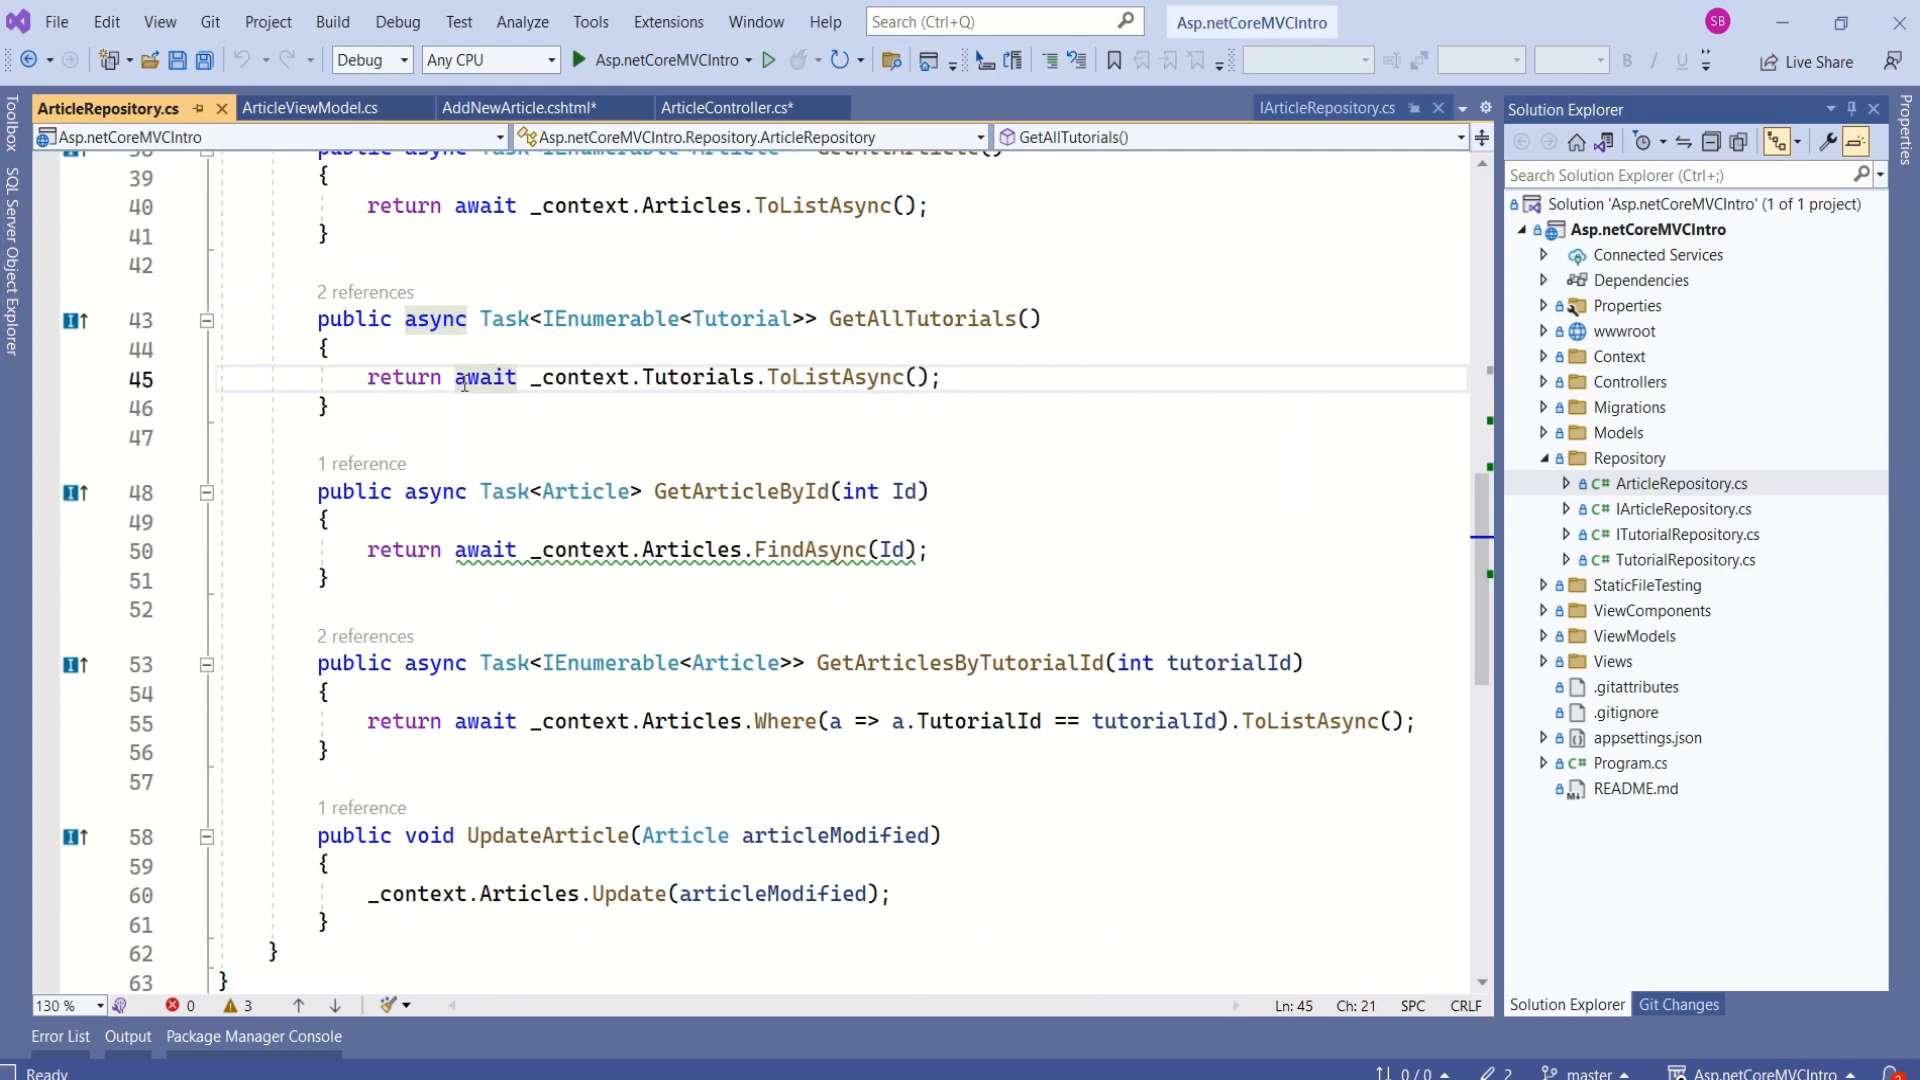 File Edit View Git Project Build Debug Test Analyze Tools Extensions Window Help Search (Ctrl+Q) Asp.netCoreMVCIntro SB
Debug Any CPU Asp.netCoreMVCIntro B I U Live Share
ArticleRepository.cs ArticleViewModel.cs AddNewArticle.cshtml* ArticleController.cs* IArticleRepository.cs
Asp.netCoreMVCIntro Asp.netCoreMVCIntro.Repository.ArticleRepository GetAllTutorials()
Toolbox
SQL Server Object Explorer
public async Task<IEnumerable<Article>> GetAllArticle()
39 {
40 return await _context.Articles.ToListAsync();
41 }
42
2 references
43 public async Task<IEnumerable<Tutorial>> GetAllTutorials()
44 {
45 return await _context.Tutorials.ToListAsync();
46 }
47
1 reference
48 public async Task<Article> GetArticleById(int Id)
49 {
50 return await _context.Articles.FindAsync(Id);
51 }
52
2 references
53 public async Task<IEnumerable<Article>> GetArticlesByTutorialId(int tutorialId)
54 {
55 return await _context.Articles.Where(a => a.TutorialId == tutorialId).ToListAsync();
56 }
57
1 reference
58 public void UpdateArticle(Article articleModified)
59 {
60 _context.Articles.Update(articleModified);
61 }
62 }
63 }
130 % 0 3 Ln: 45 Ch: 21 SPC CRLF
Error List Output Package Manager Console
Solution Explorer
Search Solution Explorer (Ctrl+;)
Solution 'Asp.netCoreMVCIntro' (1 of 1 project)
Asp.netCoreMVCIntro
Connected Services
Dependencies
Properties
wwwroot
Context
Controllers
Migrations
Models
Repository
C# ArticleRepository.cs
C# IArticleRepository.cs
C# ITutorialRepository.cs
C# TutorialRepository.cs
StaticFileTesting
ViewComponents
ViewModels
Views
.gitattributes
.gitignore
appsettings.json
C# Program.cs
README.md
Solution Explorer Git Changes
Properties
Ready 0 / 0 2 master Asp.netCoreMVCIntro